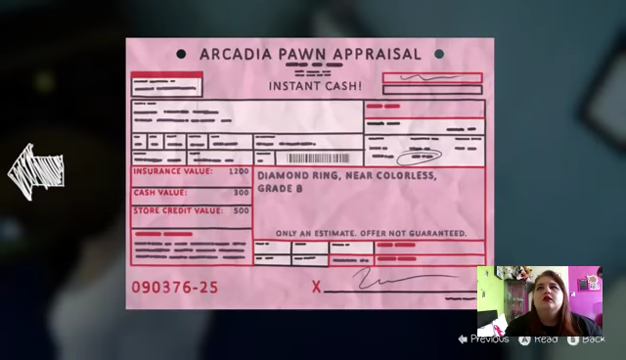 ARCADIA PAWN APPRAISAL
INSTANT CASH!
INSURANCE VALUE: 1200
CASH VALUE: 300
STORE CREDIT VALUE: 500
DIAMOND RING, NEAR COLORLESS,
GRADE B
ONLY AN ESTIMATE. OFFER NOT GUARANTEED.
090376-25
X
Previous A Read B Back